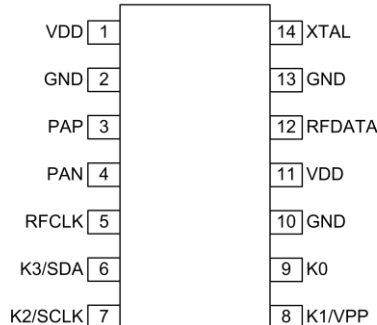 VDD 1 14 XTAL
GND 2 13 GND
PAP 3 12 RFDATA
PAN 4 11 VDD
RFCLK 5 10 GND
K3/SDA 6 9 K0
K2/SCLK 7 8 K1/VPP